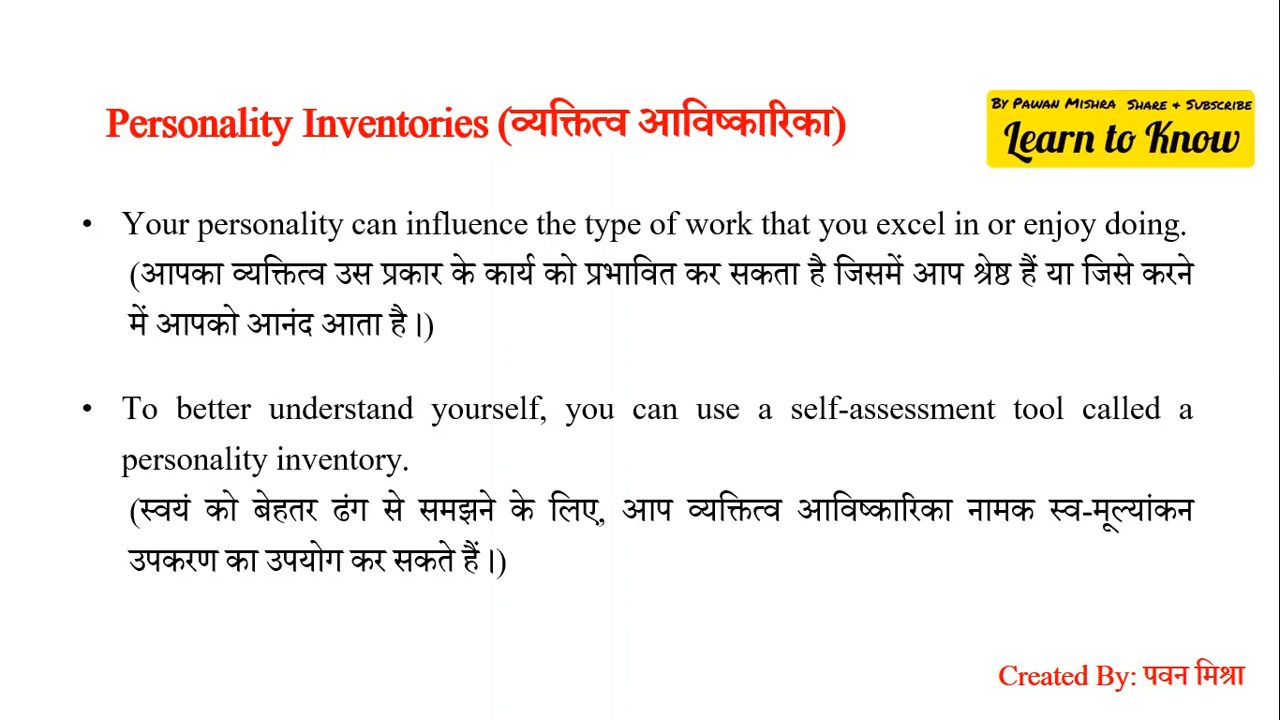 By Pawan Mishra Share & Subscribe
Learn to Know
Personality Inventories (व्यक्तित्व आविष्कारिका)
• Your personality can influence the type of work that you excel in or enjoy doing.
(आपका व्यक्तित्व उस प्रकार के कार्य को प्रभावित कर सकता है जिसमें आप श्रेष्ठ हैं या जिसे करने
में आपको आनंद आता है।)
• To better understand yourself, you can use a self-assessment tool called a
personality inventory.
(स्वयं को बेहतर ढंग से समझने के लिए, आप व्यक्तित्व आविष्कारिका नामक स्व-मूल्यांकन
उपकरण का उपयोग कर सकते हैं।)
Created By: पवन मिश्रा